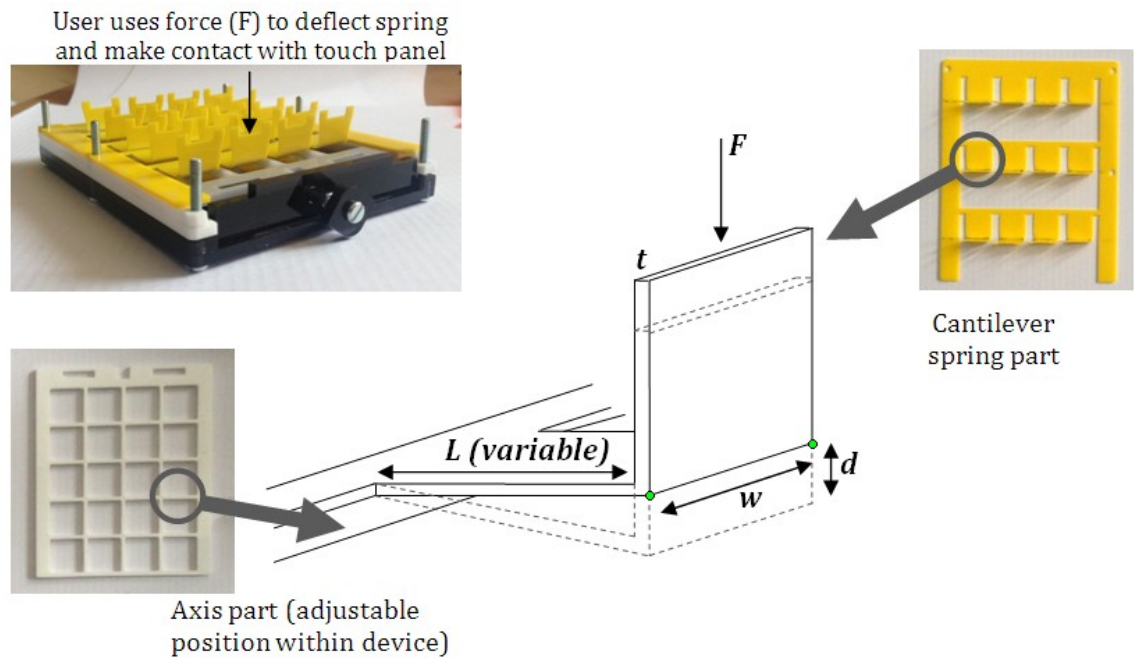 User uses force (F) to deflect spring
and make contact with touch panel
F
t
L (variable)
w
d
Cantilever
spring part
Axis part (adjustable
position within device)